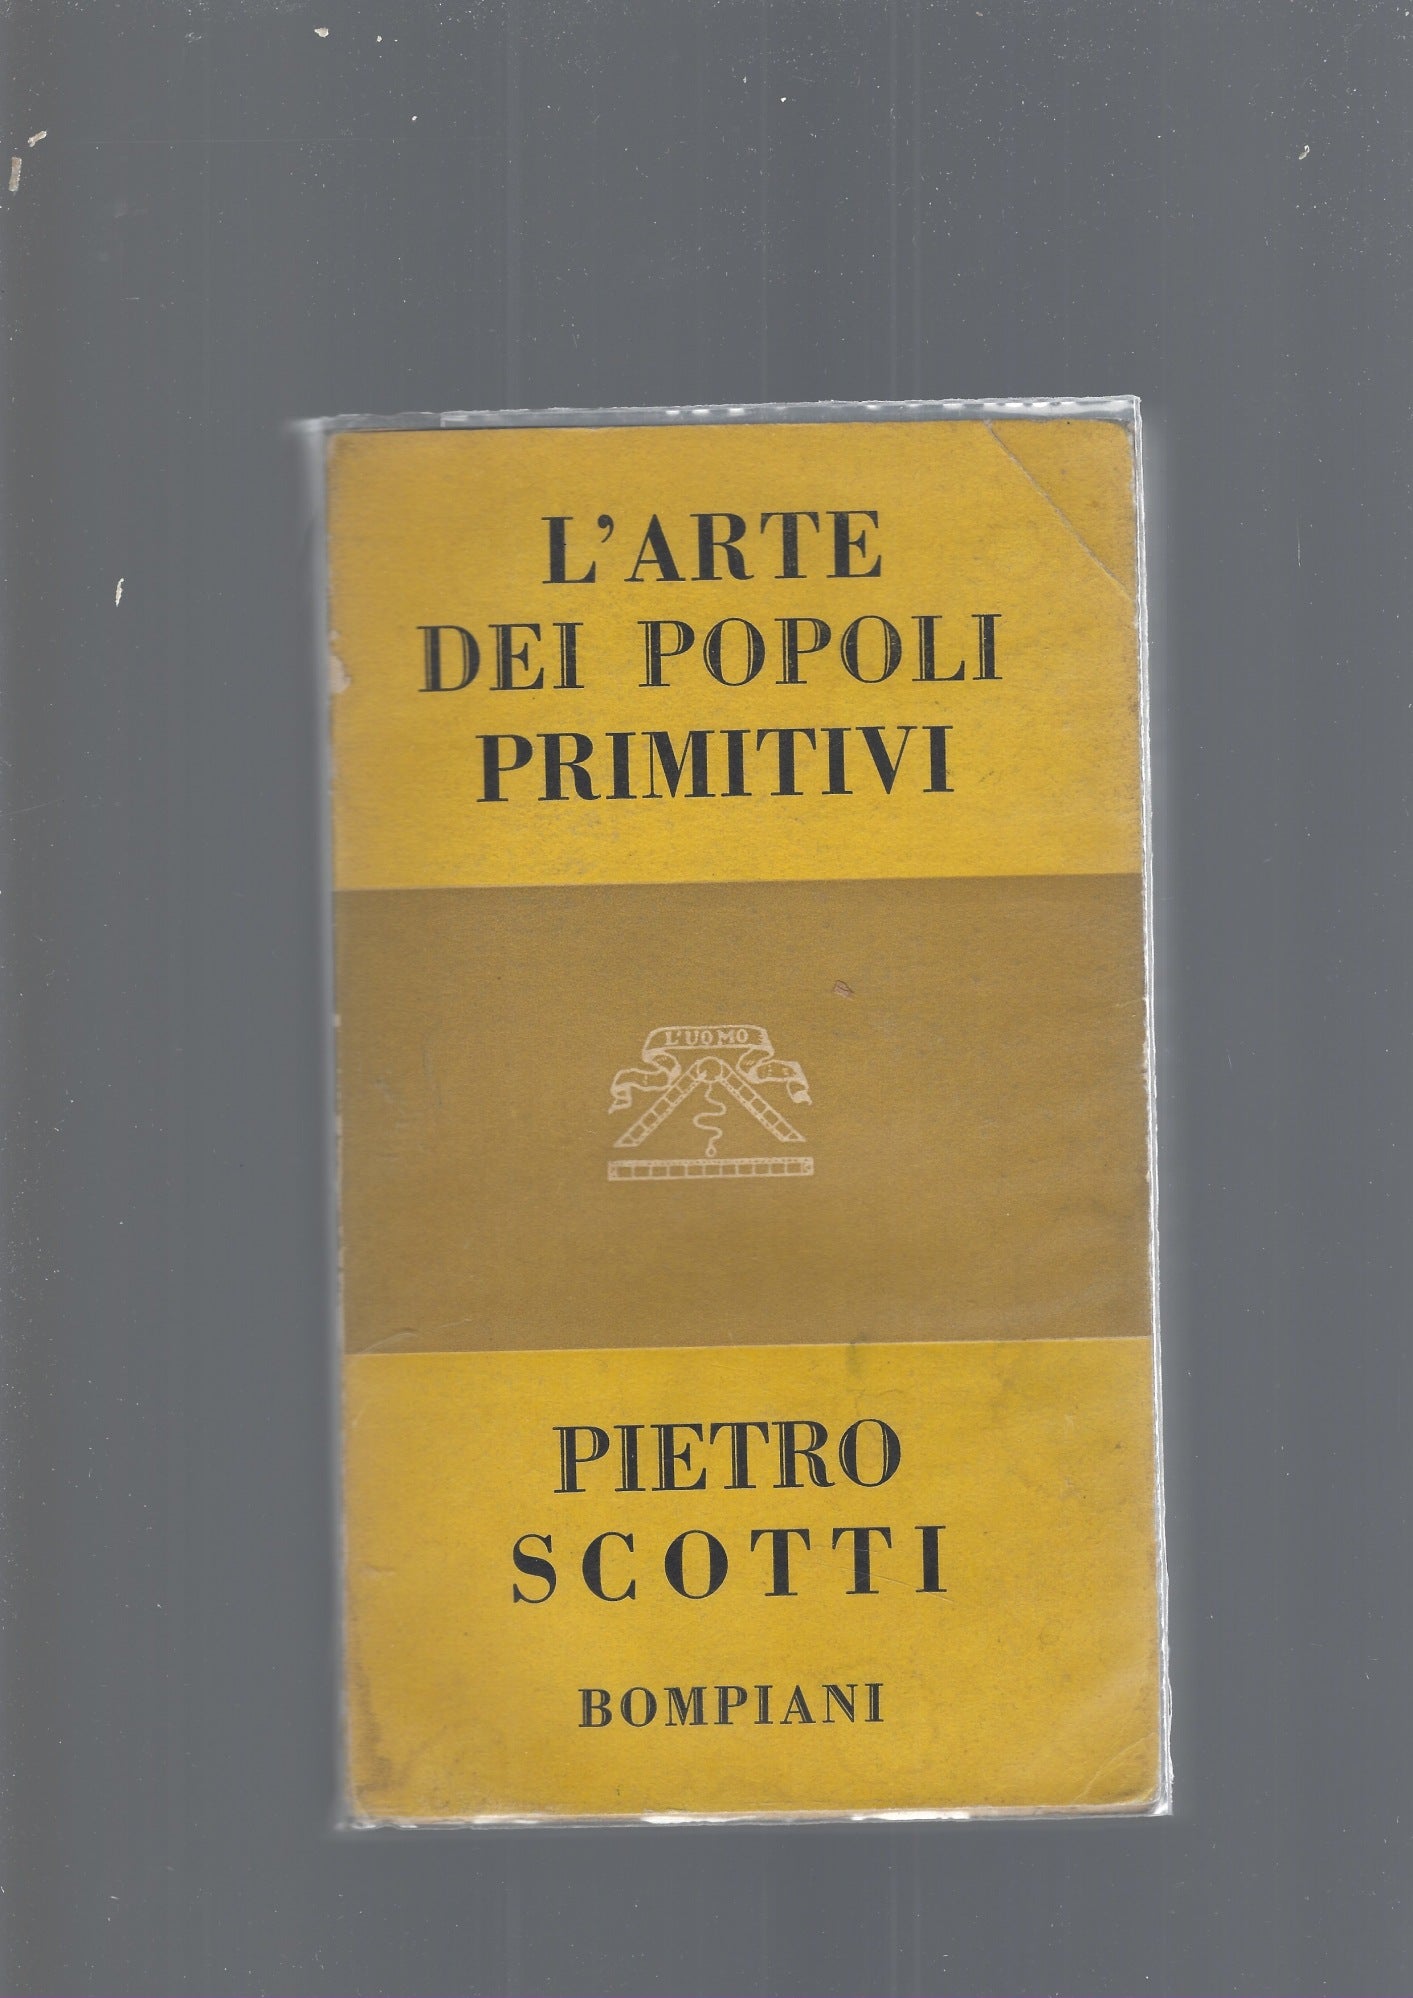 L'ARTE
DEI POPOLI
PRIMITIVI
L'UOMO
PIETRO
SCOTTI
BOMPIANI